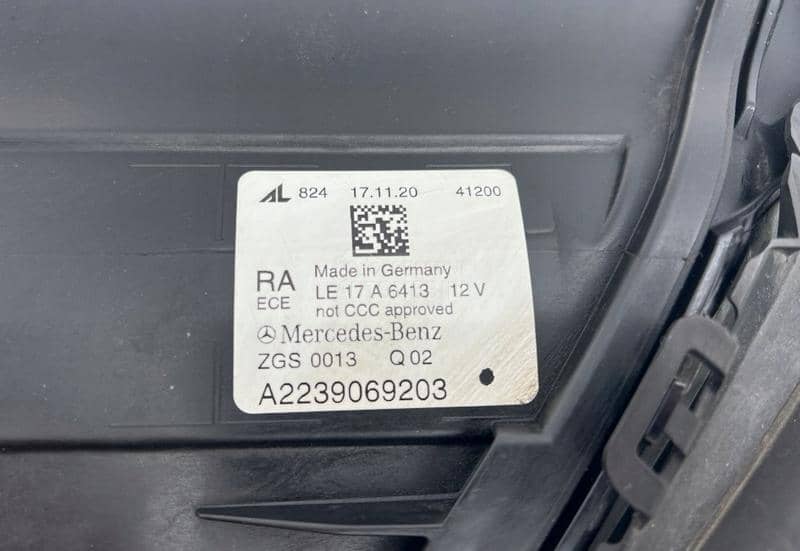 AL 824 17.11.20 41200
RA Made in Germany
ECE LE 17 A 6413 12 V
not CCC approved
Mercedes-Benz
ZGS 0013 Q 02
A2239069203